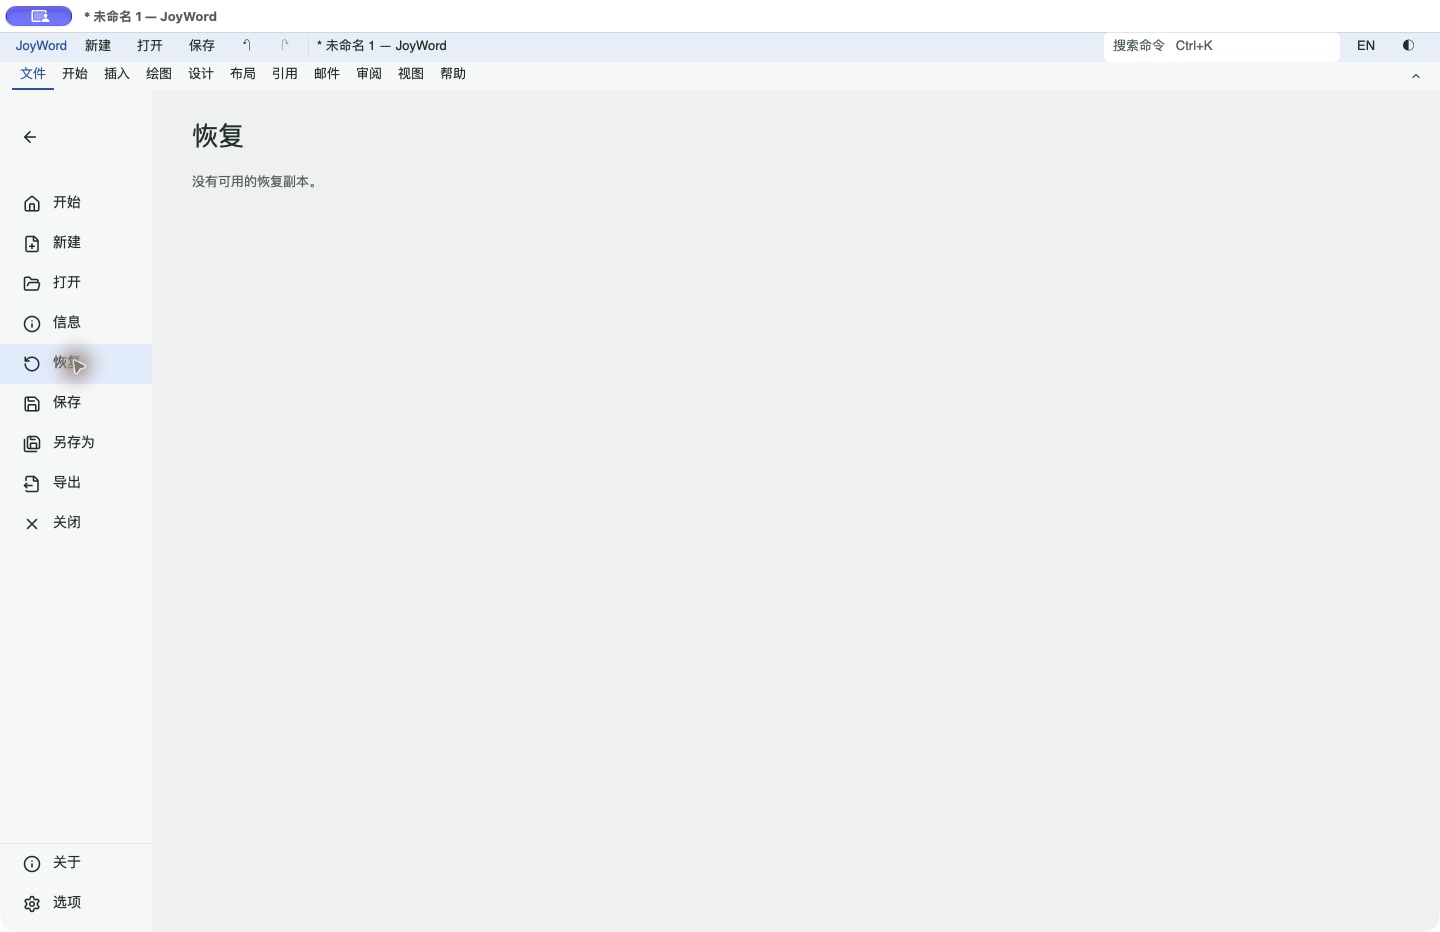 * 未命名 1 — JoyWord
JoyWord 新建 打开 保存 * 未命名 1 — JoyWord 搜索命令 Ctrl+K EN
文件 开始 插入 绘图 设计 布局 引用 邮件 审阅 视图 帮助
恢复
没有可用的恢复副本。
开始
新建
打开
信息
恢复
保存
另存为
导出
关闭
关于
选项